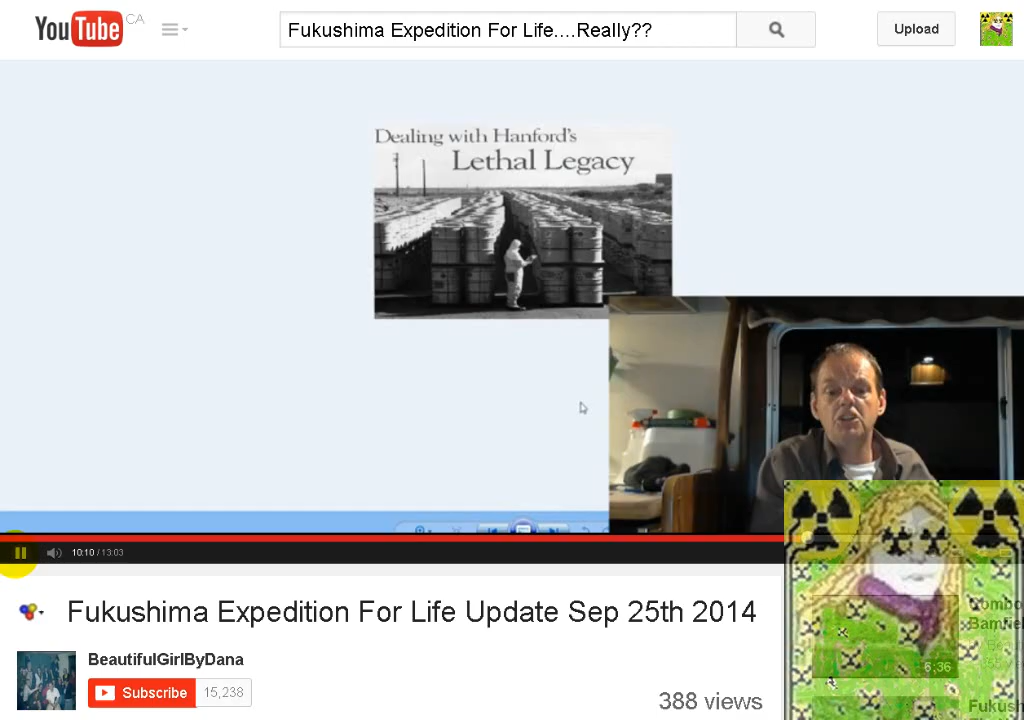 YouTube CA
Fukushima Expedition For Life....Really??
Upload
Dealing with Hanford's
Lethal Legacy
10:10 / 13:03
Fukushima Expedition For Life Update Sep 25th 2014
BeautifulGirlByDana
Subscribe 15,238
388 views
6:36